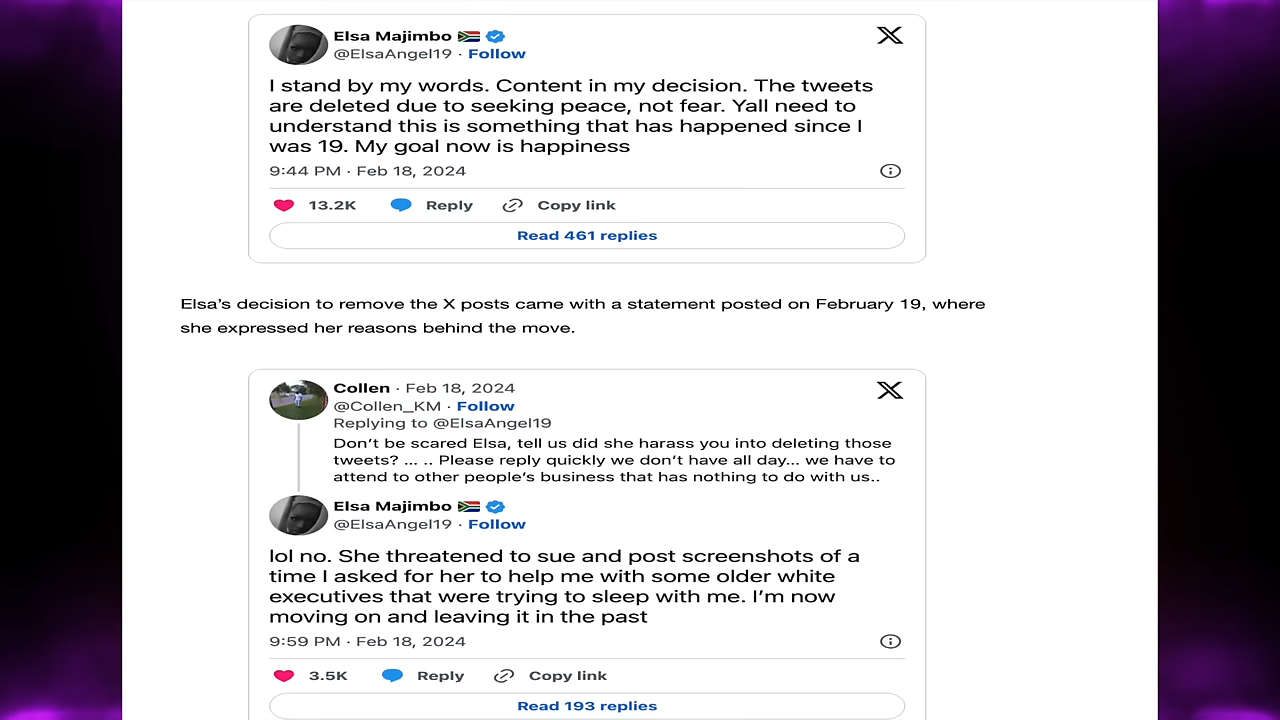 Elsa Majimbo 🇿🇦
@ElsaAngel19 · Follow
I stand by my words. Content in my decision. The tweets
are deleted due to seeking peace, not fear. Yall need to
understand this is something that has happened since I
was 19. My goal now is happiness
9:44 PM · Feb 18, 2024
13.2K Reply Copy link
Read 461 replies
Elsa’s decision to remove the X posts came with a statement posted on February 19, where
she expressed her reasons behind the move.
Collen · Feb 18, 2024
@Collen_KM · Follow
Replying to @ElsaAngel19
Don’t be scared Elsa, tell us did she harass you into deleting those
tweets? ... .. Please reply quickly we don’t have all day... we have to
attend to other people’s business that has nothing to do with us..
Elsa Majimbo 🇿🇦
@ElsaAngel19 · Follow
lol no. She threatened to sue and post screenshots of a
time I asked for her to help me with some older white
executives that were trying to sleep with me. I’m now
moving on and leaving it in the past
9:59 PM · Feb 18, 2024
3.5K Reply Copy link
Read 193 replies